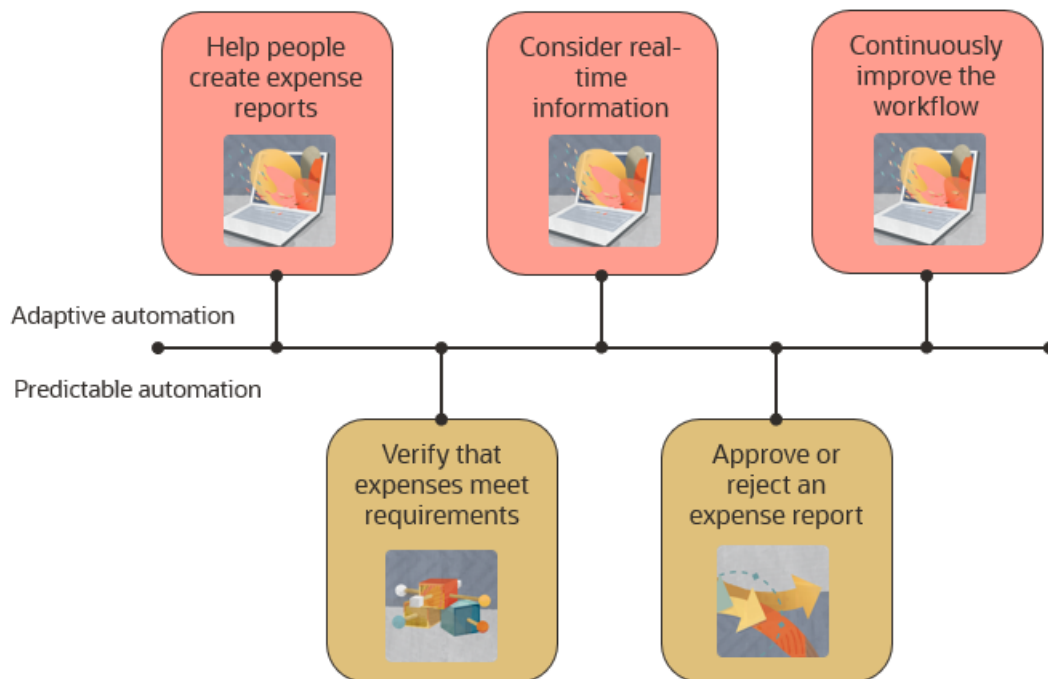 Help people
create expense
reports
Consider real-
time
information
Continuously
improve the
workflow
Adaptive automation
Predictable automation
Verify that
expenses meet
requirements
Approve or
reject an
expense report